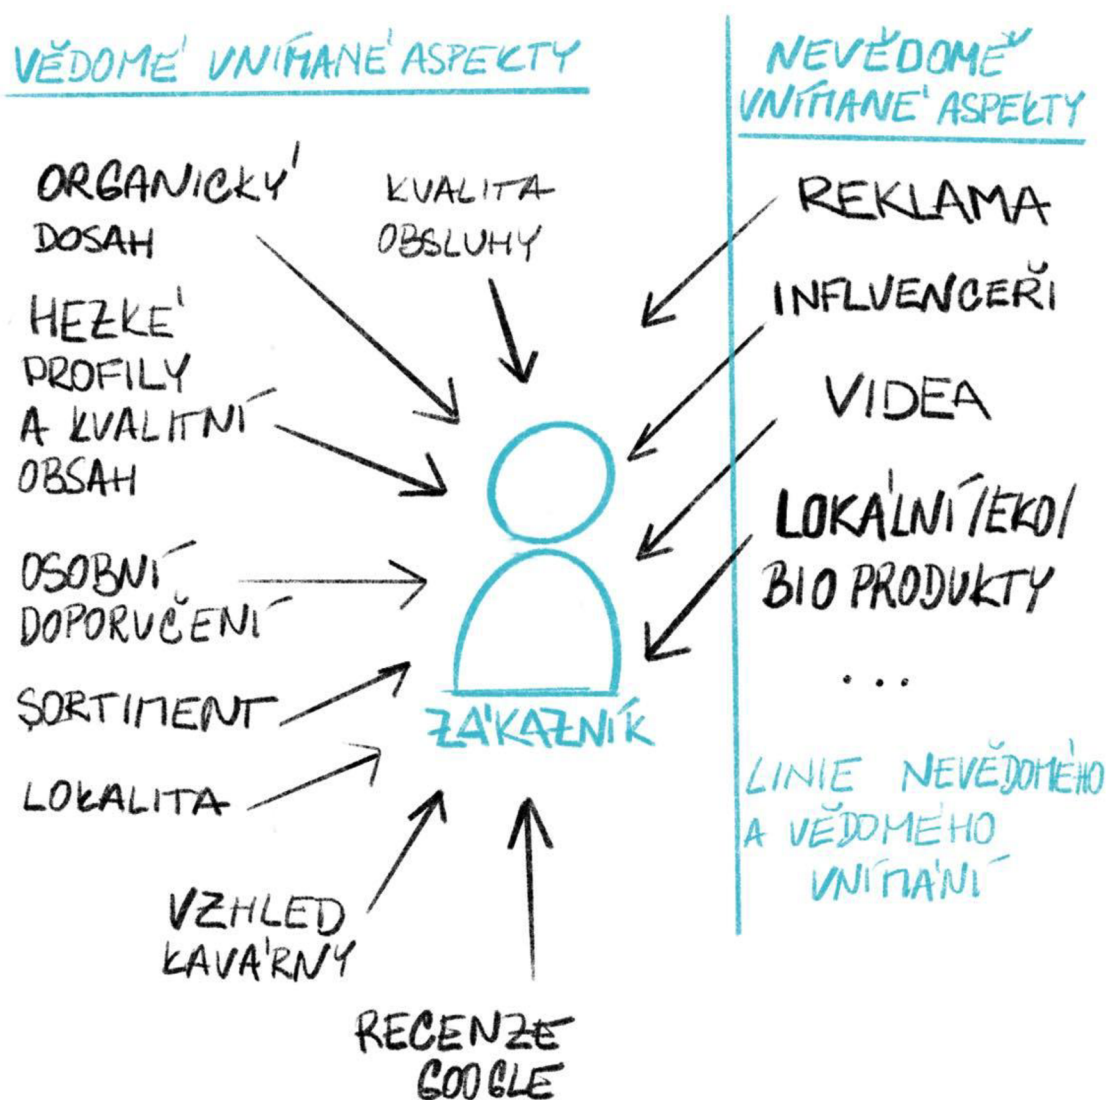 VĚDOMÉ VNÍMANÉ ASPEKTY
ORGANICKÝ
DOSAH
KVALITA
OBSLUHY
HEZKÉ
PROFILY
A KVALITNÍ
OBSAH
OSOBNÍ
DOPORUČENÍ
SORTIMENT
LOKALITA
VZHLED
KAVÁRNY
RECENZE
GOOGLE
ZÁKAZNÍK
NEVĚDOMĚ
VNÍMANÉ ASPEKTY
REKLAMA
INFLUENCEŘI
VIDEA
LOKÁLNÍ/EKO/
BIO PRODUKTY
...
LINIE NEVĚDOMÉHO
A VĚDOMÉHO
VNÍMÁNÍ